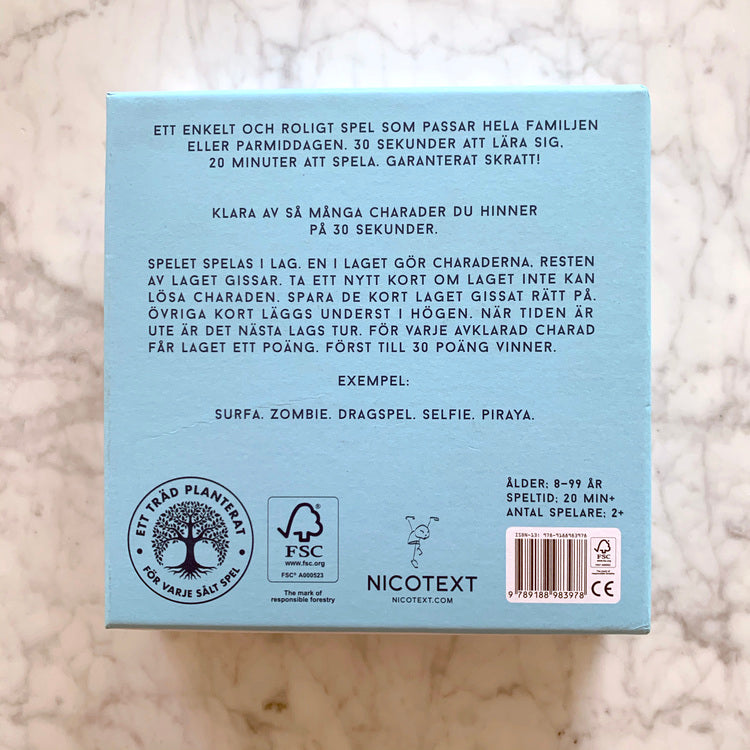 ETT ENKELT OCH ROLIGT SPEL SOM PASSAR HELA FAMILJEN
ELLER PARMIDDAGEN. 30 SEKUNDER ATT LÄRA SIG,
20 MINUTER ATT SPELA. GARANTERAT SKRATT!
KLARA AV SÅ MÅNGA CHARADER DU HINNER
PÅ 30 SEKUNDER.
SPELET SPELAS I LAG. EN I LAGET GÖR CHARADERNA. RESTEN
AV LAGET GISSAR. TA ETT NYTT KORT OM LAGET INTE KAN
LÖSA CHARADEN. SPARA DE KORT LAGET GISSAT RÄTT PÅ.
ÖVRIGA KORT LÄGGS UNDERST I HÖGEN. NÄR TIDEN ÄR
UTE ÄR DET NÄSTA LAGS TUR. FÖR VARJE AVKLARAD CHARAD
FÅR LAGET ETT POÄNG. FÖRST TILL 30 POÄNG VINNER.
EXEMPEL:
SURFA. ZOMBIE. DRAGSPEL. SELFIE. PIRAYA.
ETT TRÄD PLANTERAT
• FÖR VARJE SÅLT SPEL •
FSC
www.fsc.org
FSC® A000523
The mark of
responsible forestry
NICOTEXT
NICOTEXT.COM
ÅLDER: 8–99 ÅR
SPELTID: 20 MIN+
ANTAL SPELARE: 2+
ISBN-13: 978-9188983978
9 789188 983978
FSC
CE